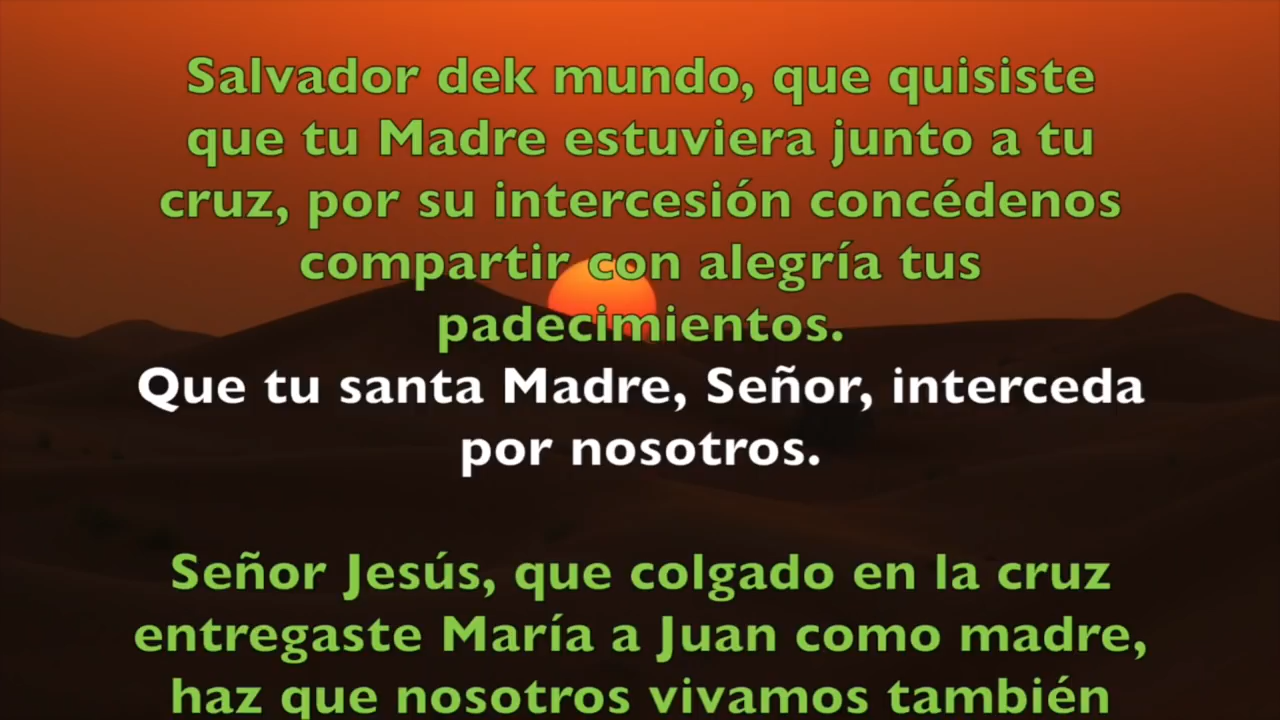 Salvador dek mundo, que quisiste
que tu Madre estuviera junto a tu
cruz, por su intercesión concédenos
compartir con alegría tus
padecimientos.
Que tu santa Madre, Señor, interceda
por nosotros.
Señor Jesús, que colgado en la cruz
entregaste María a Juan como madre,
haz que nosotros vivamos también